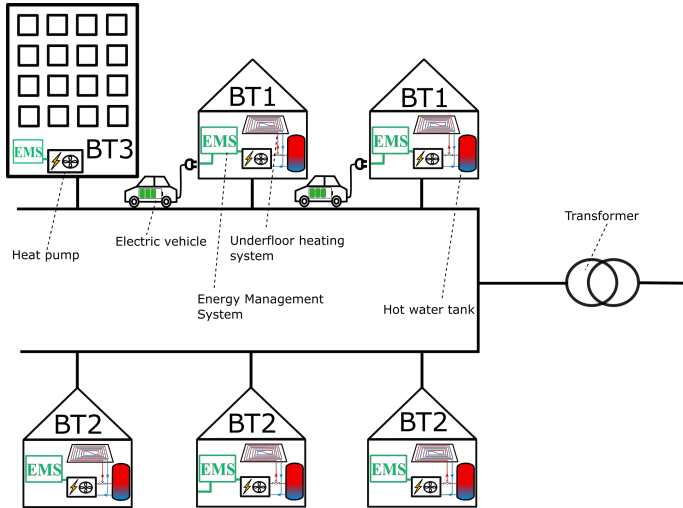 BT1
BT1
EMS
EMS
EMS
BT3
Transformer
Electric vehicle
Underfloor heating
system
Heat pump
Energy Management
System
Hot water tank
BT2
BT2
BT2
EMS
EMS
EMS